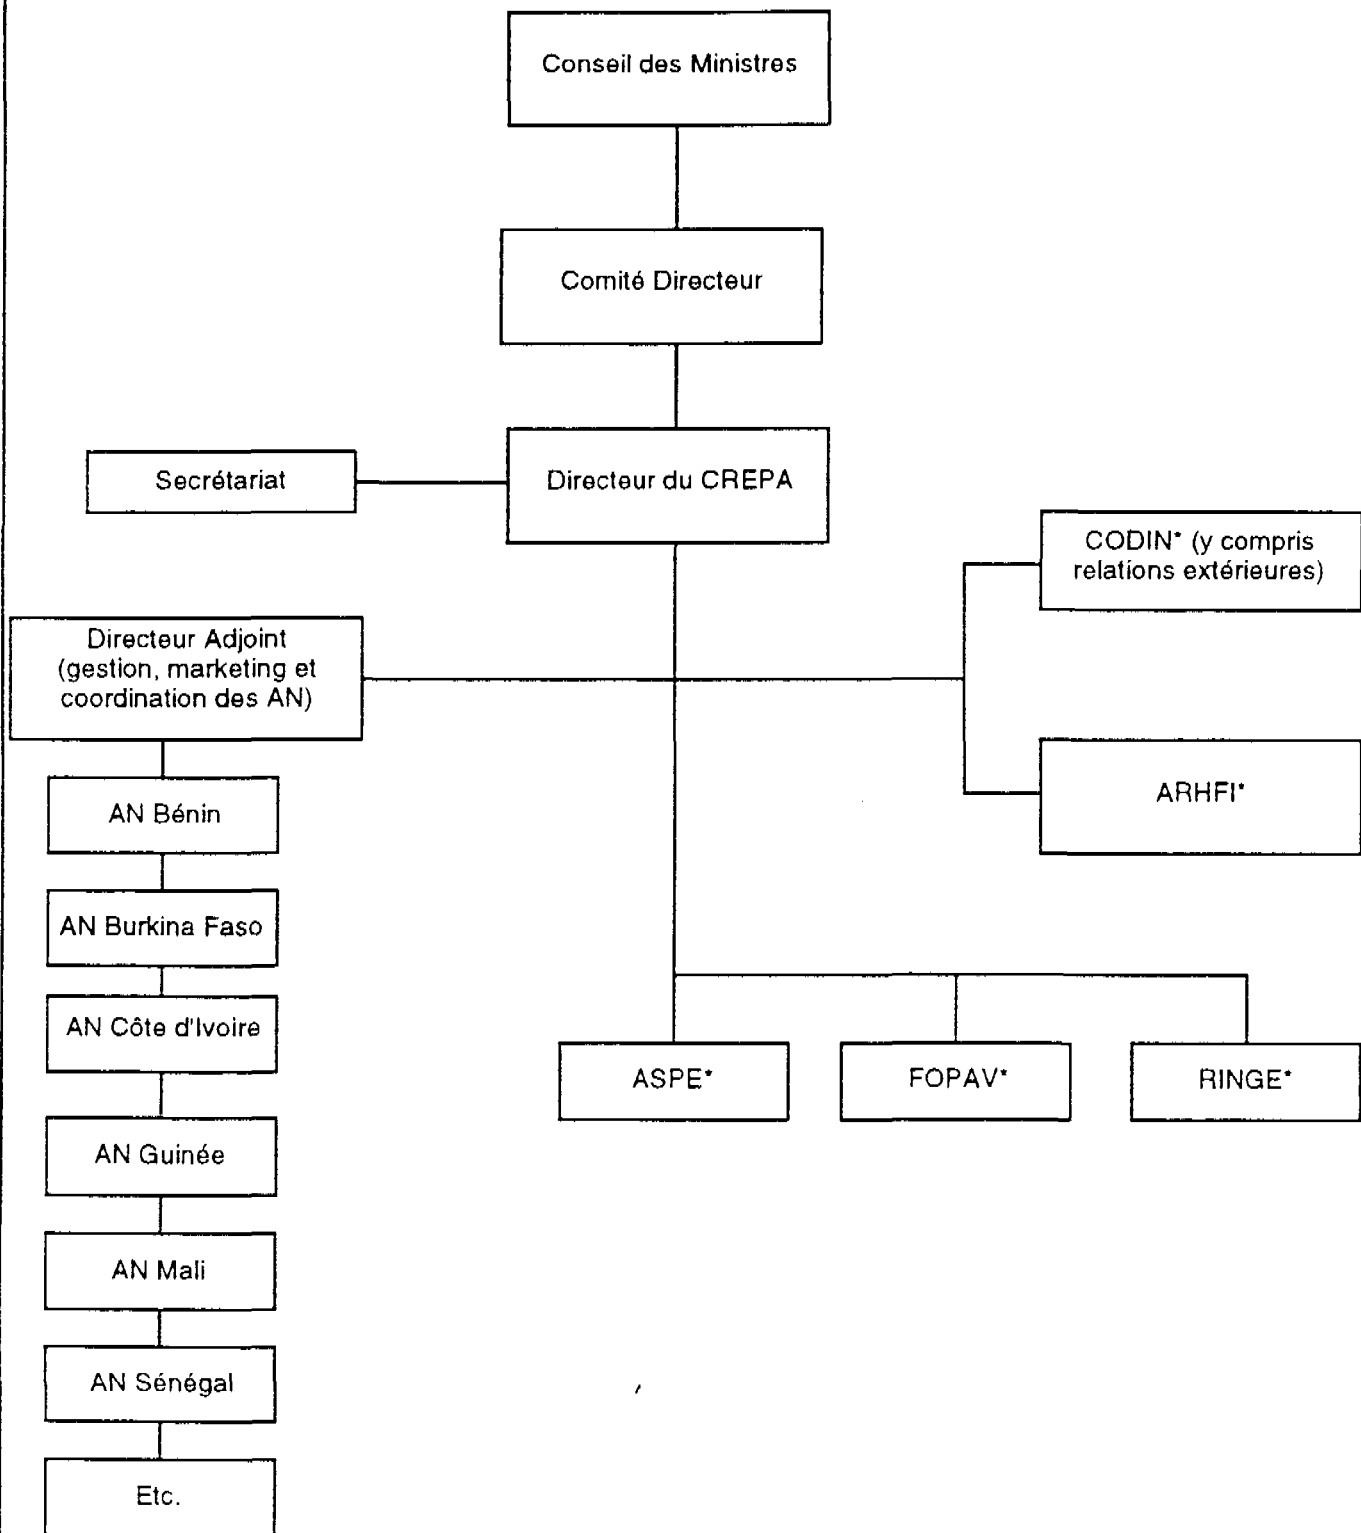 Conseil des Ministres
Comité Directeur
Secrétariat
Directeur du CREPA
CODIN* (y compris
relations extérieures)
Directeur Adjoint
(gestion, marketing et
coordination des AN)
ARHFI*
AN Bénin
AN Burkina Faso
AN Côte d'Ivoire
ASPE*
FOPAV*
RINGE*
AN Guinée
AN Mali
AN Sénégal
Etc.